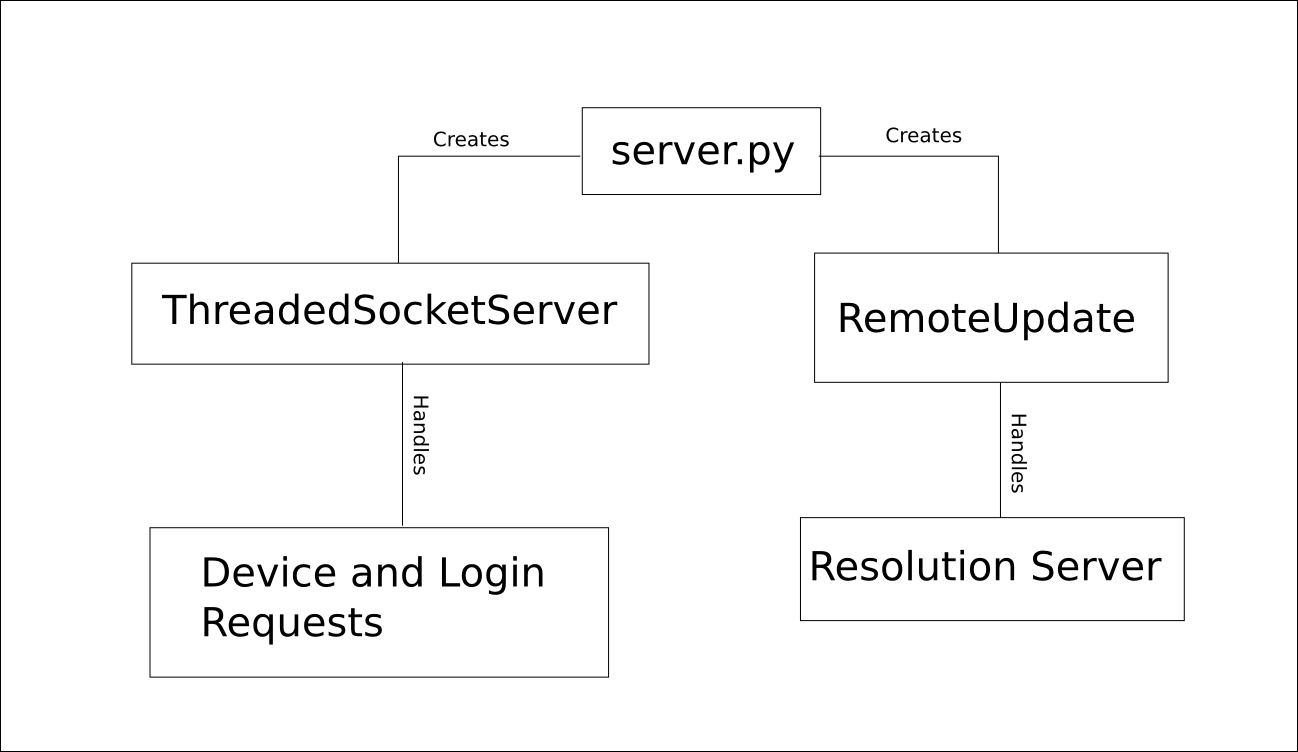 Creates
server.py
Creates
ThreadedSocketServer
RemoteUpdate
Handles
Handles
Device and Login
Requests
Resolution Server